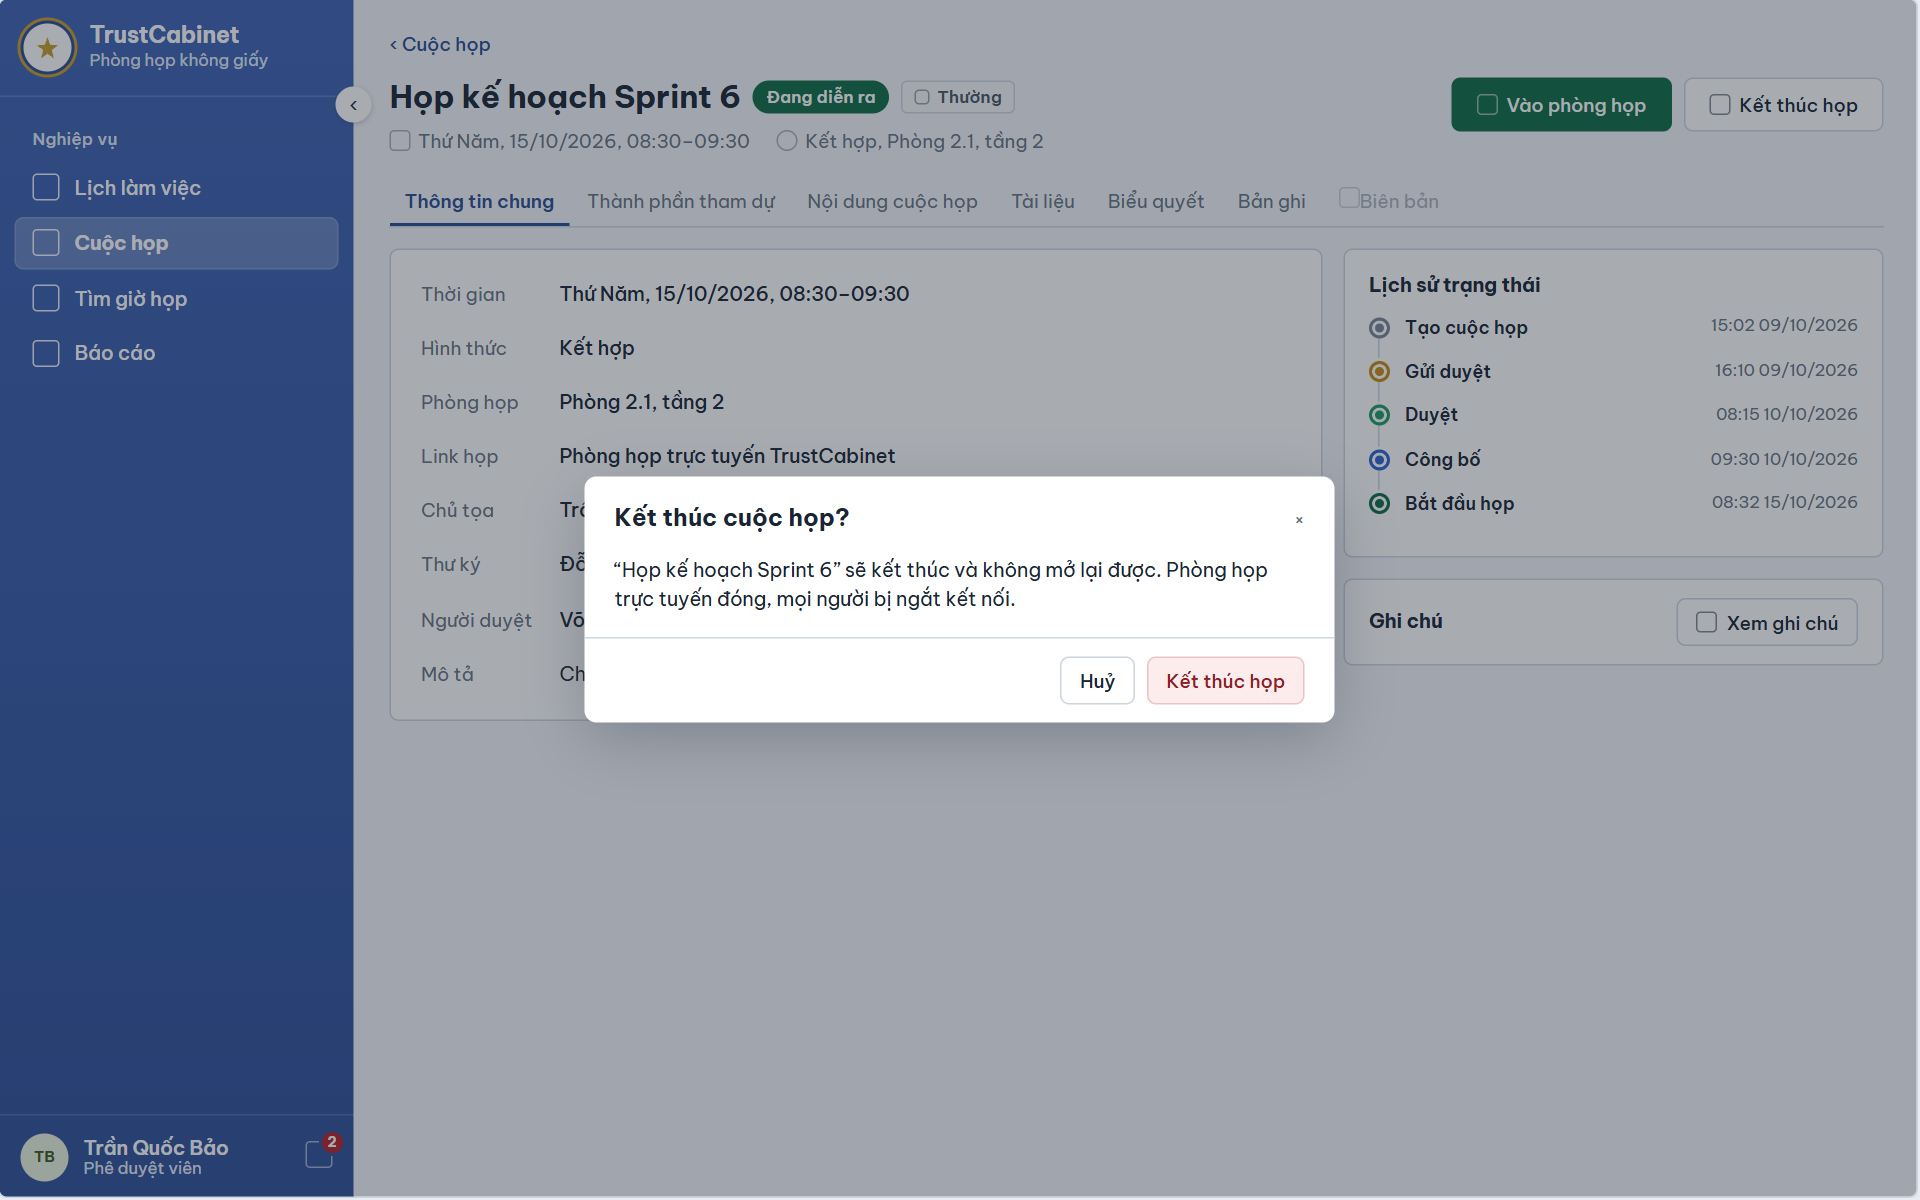 TrustCabinet
Phòng họp không giấy
Nghiệp vụ
Lịch làm việc
Cuộc họp
Tìm giờ họp
Báo cáo
TB
Trần Quốc Bảo
Phê duyệt viên
2
‹ Cuộc họp
Họp kế hoạch Sprint 6
Đang diễn ra
Thường
Thứ Năm, 15/10/2026, 08:30–09:30
Kết hợp, Phòng 2.1, tầng 2
Vào phòng họp
Kết thúc họp
Thông tin chung
Thành phần tham dự
Nội dung cuộc họp
Tài liệu
Biểu quyết
Bản ghi
Biên bản
Thời gian
Thứ Năm, 15/10/2026, 08:30–09:30
Hình thức
Kết hợp
Phòng họp
Phòng 2.1, tầng 2
Link họp
Phòng họp trực tuyến TrustCabinet
Chủ tọa
Thư ký
Người duyệt
Võ
Mô tả
Lịch sử trạng thái
Tạo cuộc họp
15:02 09/10/2026
Gửi duyệt
16:10 09/10/2026
Duyệt
08:15 10/10/2026
Công bố
09:30 10/10/2026
Bắt đầu họp
08:32 15/10/2026
Ghi chú
Xem ghi chú
Kết thúc cuộc họp?
×
“Họp kế hoạch Sprint 6” sẽ kết thúc và không mở lại được. Phòng họp
trực tuyến đóng, mọi người bị ngắt kết nối.
Huỷ
Kết thúc họp